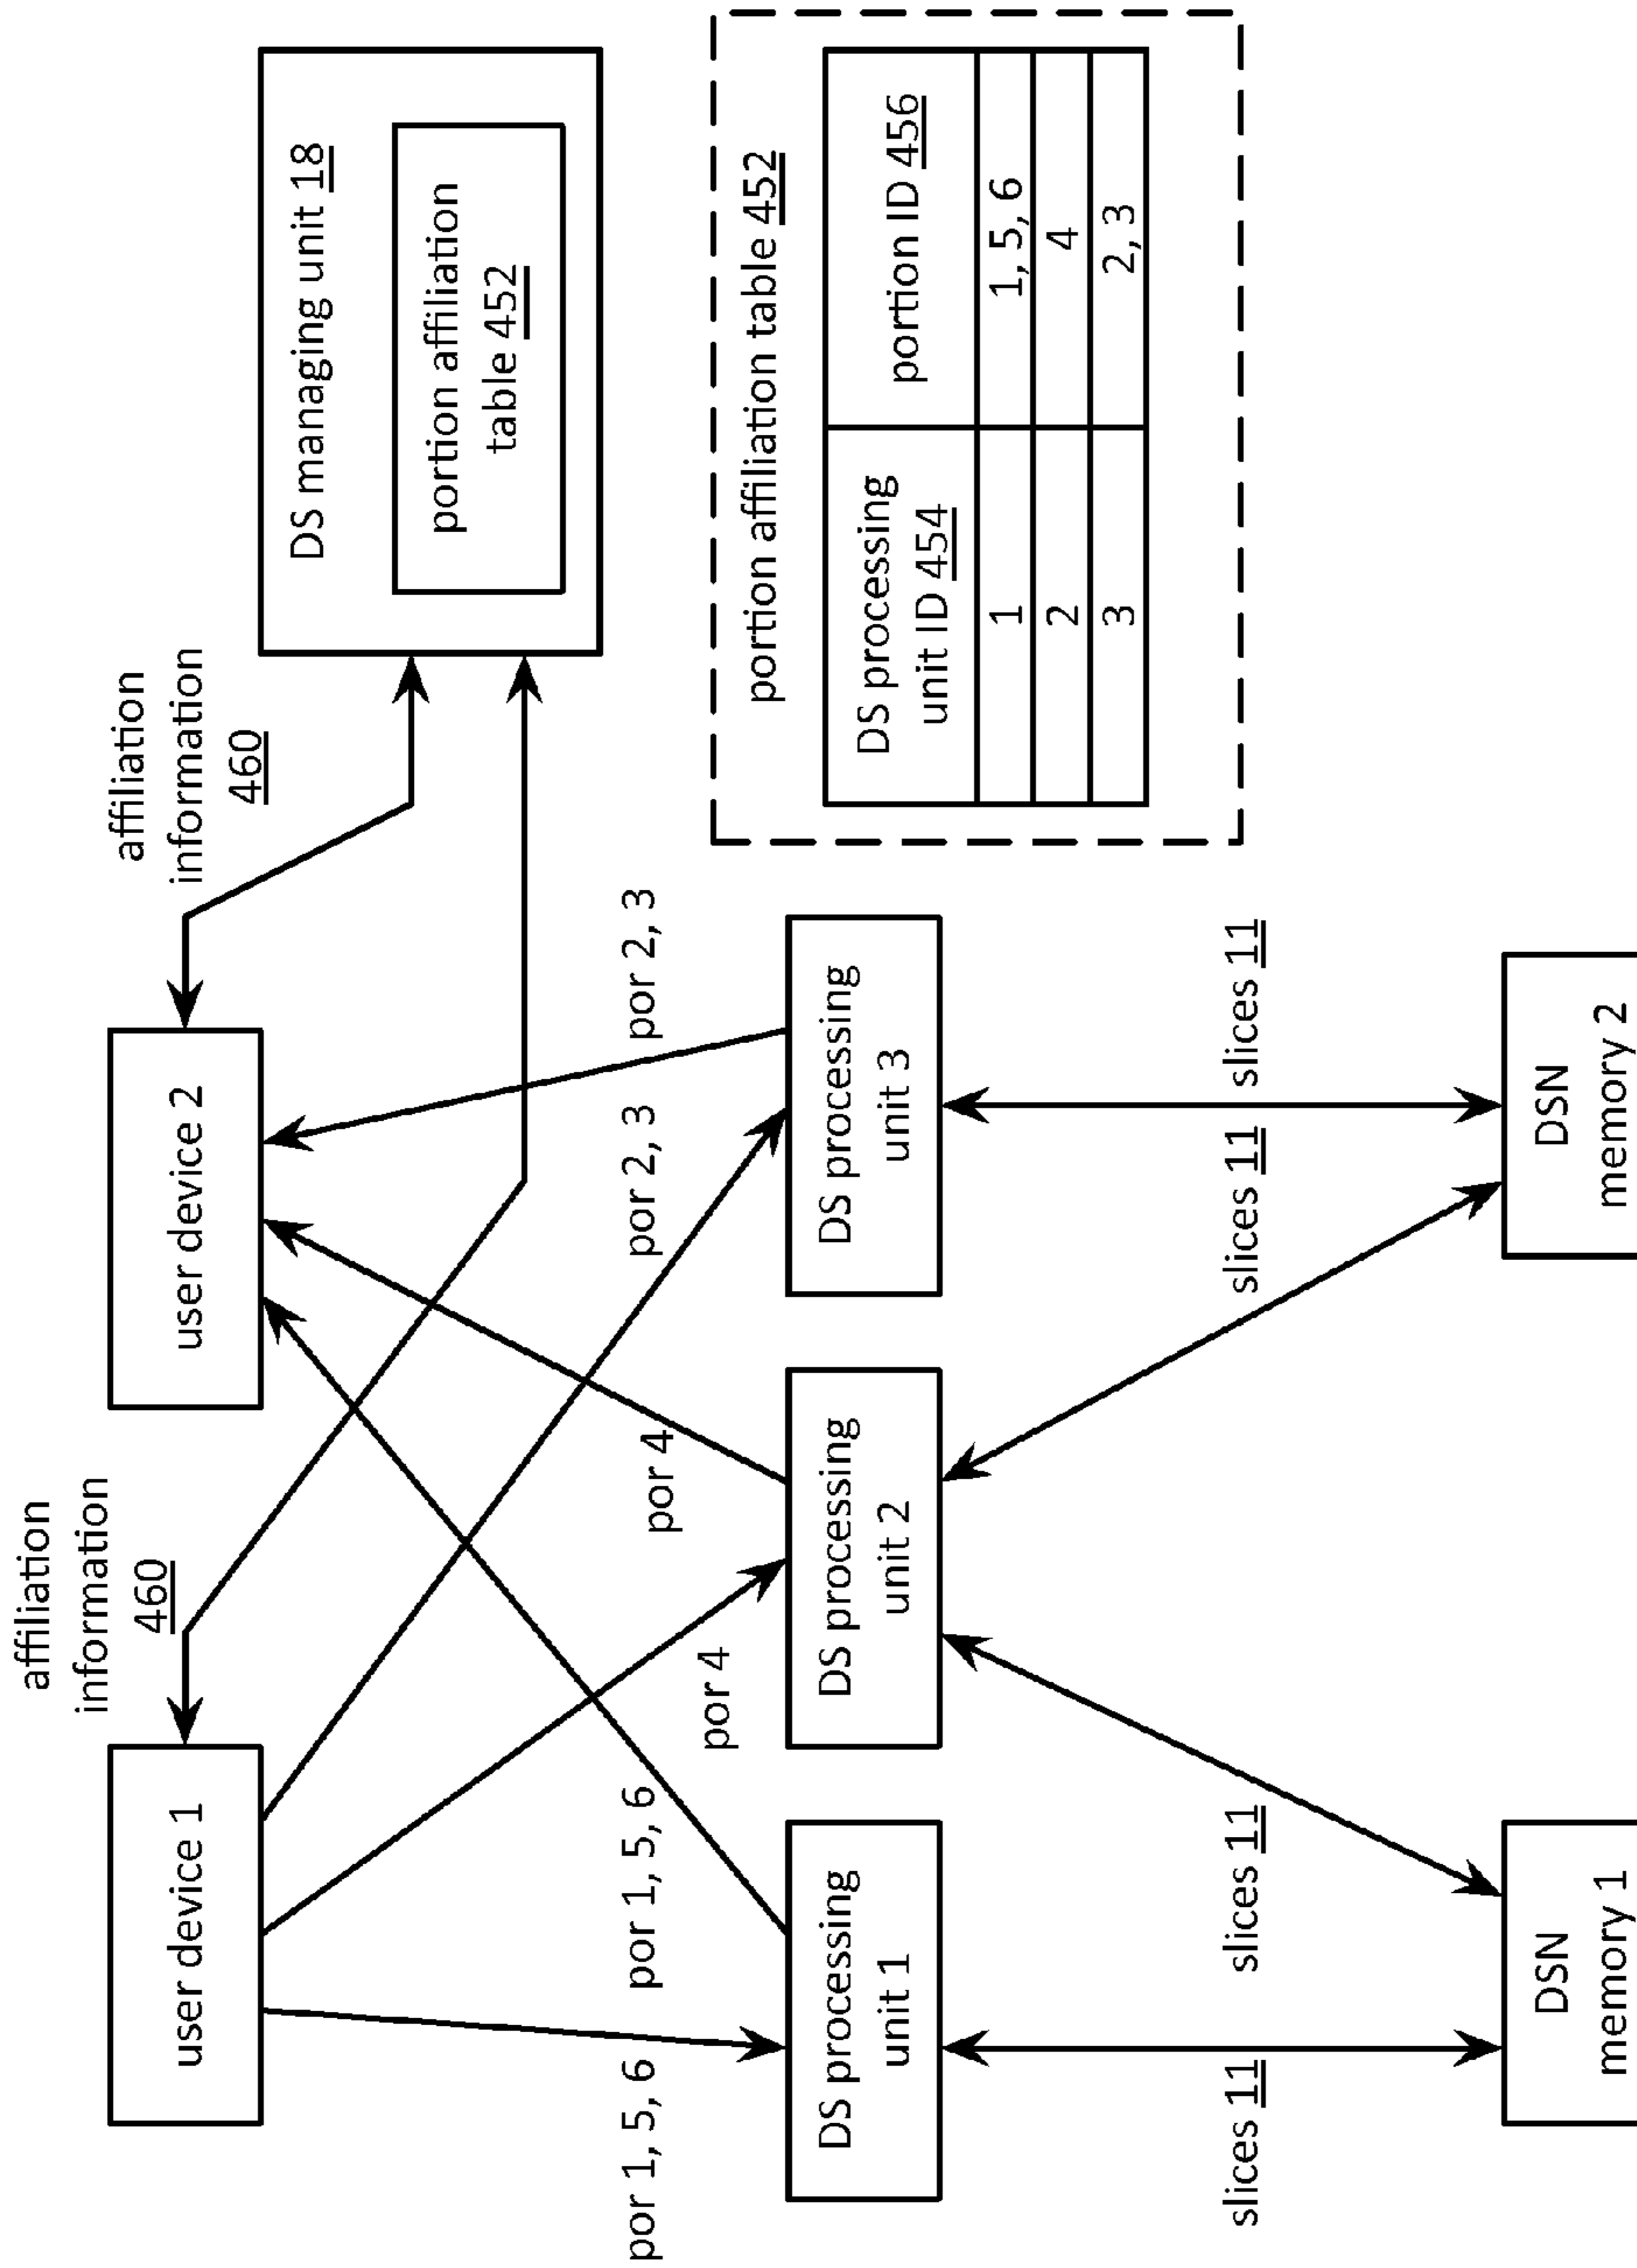 affiliation
information
460
affiliation
information
460
user device 1
user device 2
DS managing unit 18
portion affiliation
table 452
por 1, 5, 6
por 1, 5, 6
por 4
por 4
por 2, 3
por 2, 3
DS processing
unit 1
DS processing
unit 2
DS processing
unit 3
portion affiliation table 452
DS processing
unit ID 454
portion ID 456
1
1, 5, 6
2
4
3
2, 3
slices 11
slices 11
slices 11
slices 11
DSN
memory 1
DSN
memory 2